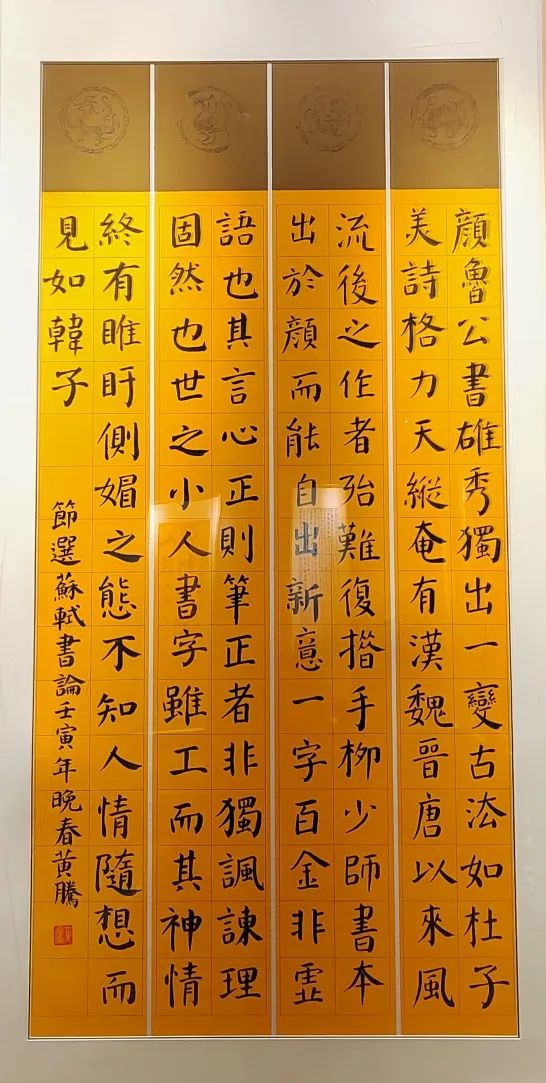 顔魯公書雄秀獨出一變古法如杜子
美詩格力天縱奄有漢魏晉唐以來風
流後之作者殆難復措手柳少師書本
出於顔而能自出新意一字百金非虛
語也其言心正則筆正者非獨諷諫理
固然也世之小人書字雖工而其神情
終有睢盱側媚之態不知人情隨想而
見如韓子
節選蘇軾書論壬寅年晚春黃騰